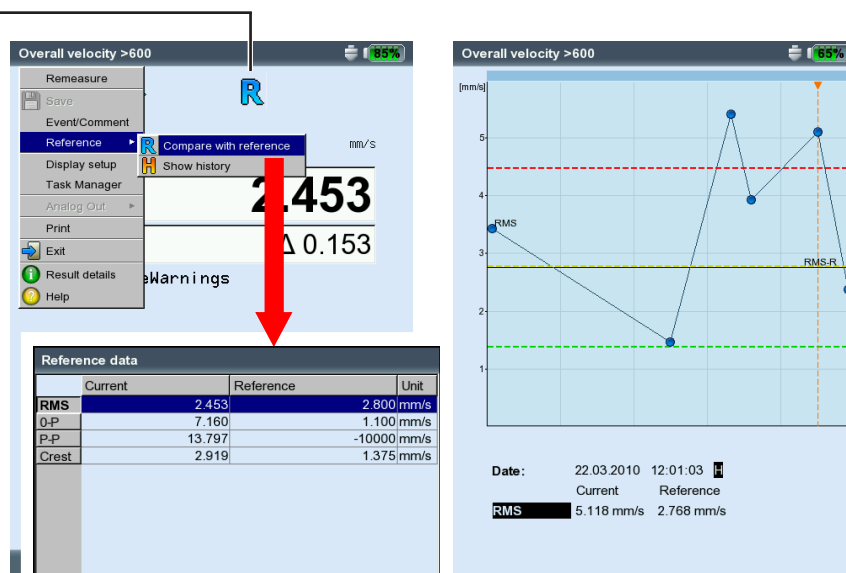 Overall velocity >600
85%
Remeasure
Save
Event/Comment
Reference
Display setup
Task Manager
Analog Out
Print
Exit
Result details
Help
R
Compare with reference
Show history
mm/s
2.453
Δ 0.153
eWarnings
Reference data
Current Reference Unit
RMS 2.453 2.800 mm/s
0-P 7.160 1.100 mm/s
P-P 13.797 -10000 mm/s
Crest 2.919 1.375 mm/s
Overall velocity >600
65%
[mm/s]
5
4
RMS
3
RMS-R
2
1
Date: 22.03.2010 12:01:03 H
Current Reference
RMS 5.118 mm/s 2.768 mm/s